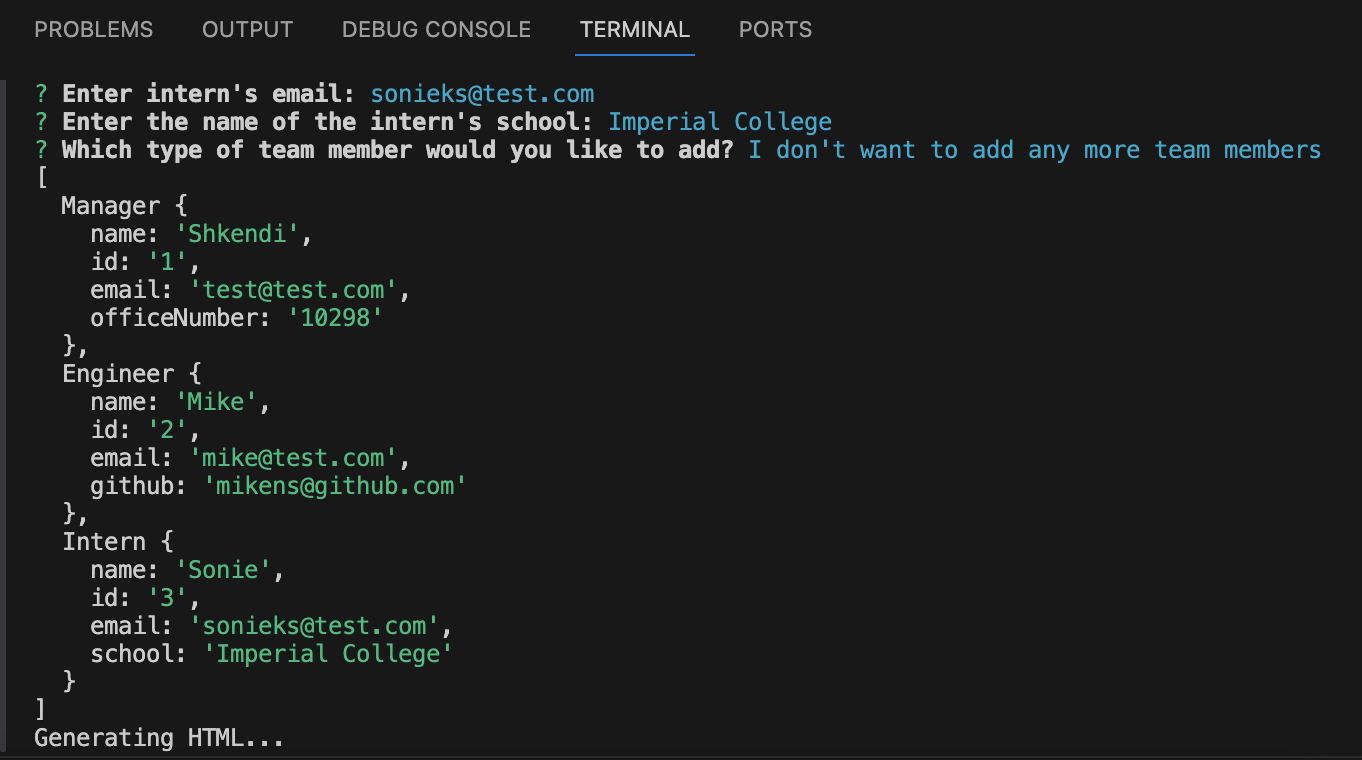 PROBLEMS OUTPUT DEBUG CONSOLE TERMINAL PORTS
? Enter intern's email: sonieks@test.com
? Enter the name of the intern's school: Imperial College
? Which type of team member would you like to add? I don't want to add any more team members
[
  Manager {
    name: 'Shkendi',
    id: '1',
    email: 'test@test.com',
    officeNumber: '10298'
  },
  Engineer {
    name: 'Mike',
    id: '2',
    email: 'mike@test.com',
    github: 'mikens@github.com'
  },
  Intern {
    name: 'Sonie',
    id: '3',
    email: 'sonieks@test.com',
    school: 'Imperial College'
  }
]
Generating HTML...